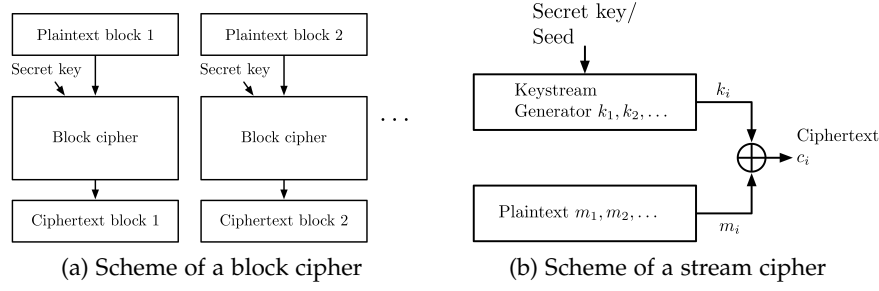 Plaintext block 1
Secret key
Block cipher
Ciphertext block 1
Plaintext block 2
Secret key
Block cipher
Ciphertext block 2
. . .
(a) Scheme of a block cipher
Secret key/
Seed
Keystream
Generator k₁, k₂, . . .
kᵢ
Ciphertext
cᵢ
Plaintext m₁, m₂, . . .
mᵢ
(b) Scheme of a stream cipher